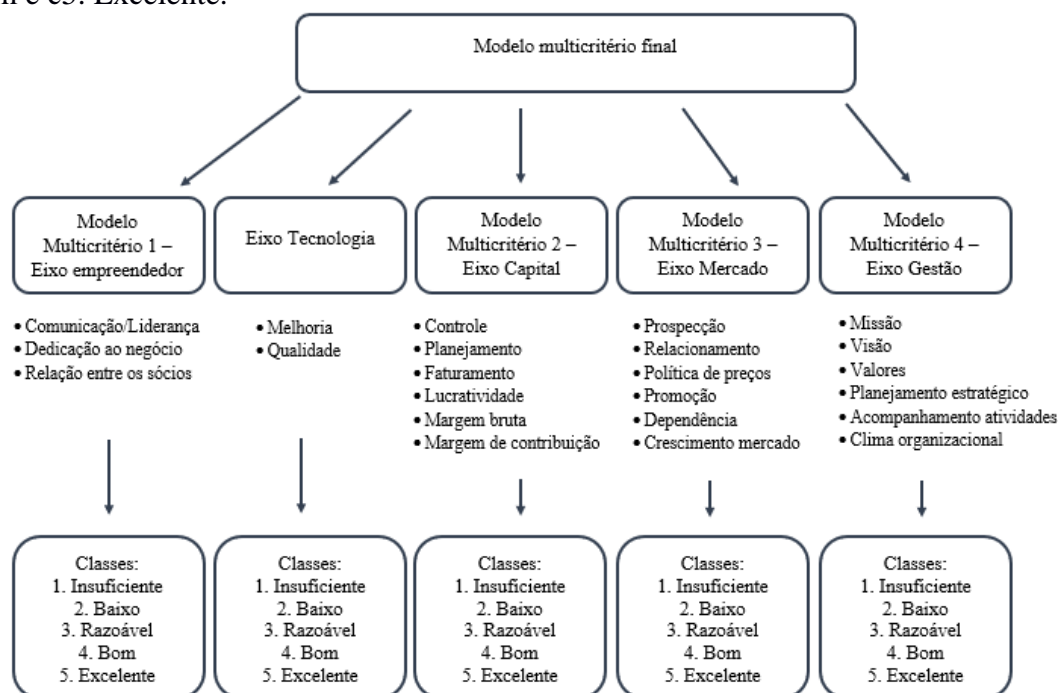 e c5: Excelente.
Modelo multicritério final
Modelo
Multicritério 1 –
Eixo empreendedor
Eixo Tecnologia
Modelo
Multicritério 2 –
Eixo Capital
Modelo
Multicritério 3 –
Eixo Mercado
Modelo
Multicritério 4 –
Eixo Gestão
• Comunicação/Liderança
• Dedicação ao negócio
• Relação entre os sócios
• Melhoria
• Qualidade
• Controle
• Planejamento
• Faturamento
• Lucratividade
• Margem bruta
• Margem de contribuição
• Prospecção
• Relacionamento
• Política de preços
• Promoção
• Dependência
• Crescimento mercado
• Missão
• Visão
• Valores
• Planejamento estratégico
• Acompanhamento atividades
• Clima organizacional
Classes:
1. Insuficiente
2. Baixo
3. Razoável
4. Bom
5. Excelente
Classes:
1. Insuficiente
2. Baixo
3. Razoável
4. Bom
5. Excelente
Classes:
1. Insuficiente
2. Baixo
3. Razoável
4. Bom
5. Excelente
Classes:
1. Insuficiente
2. Baixo
3. Razoável
4. Bom
5. Excelente
Classes:
1. Insuficiente
2. Baixo
3. Razoável
4. Bom
5. Excelente